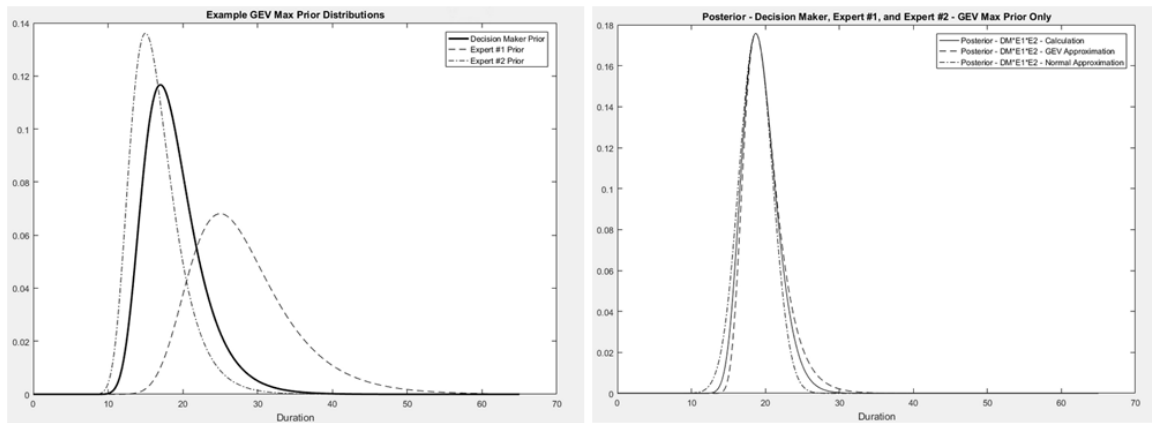 Example GEV Max Prior Distributions
Decision Maker Prior
Expert #1 Prior
Expert #2 Prior
0.14
0.12
0.1
0.08
0.06
0.04
0.02
0
0 10 20 30 40 50 60 70
Duration
Posterior - Decision Maker, Expert #1, and Expert #2 - GEV Max Prior Only
Posterior - DM*E1*E2 - Calculation
Posterior - DM*E1*E2 - GEV Approximation
Posterior - DM*E1*E2 - Normal Approximation
0.18
0.16
0.14
0.12
0.1
0.08
0.06
0.04
0.02
0
0 10 20 30 40 50 60 70
Duration